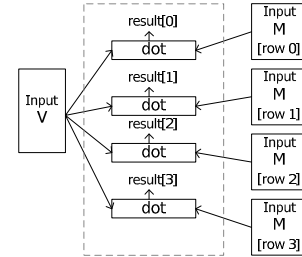 Input
V
result[0]
dot
result[1]
dot
result[2]
dot
result[3]
dot
Input
M
[row 0]
Input
M
[row 1]
Input
M
[row 2]
Input
M
[row 3]